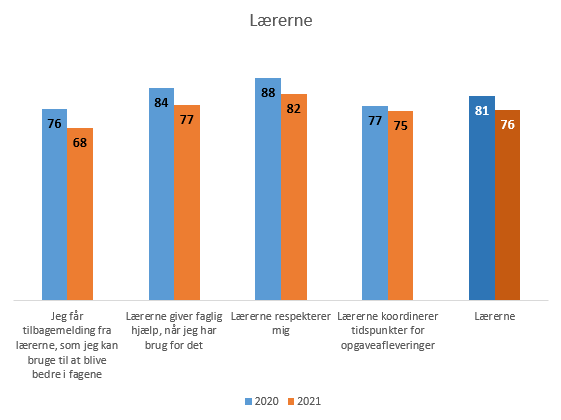 Lærerne
76
68
84
77
88
82
77
75
81
76
Jeg får
tilbagemelding fra
lærerne, som jeg kan
bruge til at blive
bedre i fagene
Lærerne giver faglig
hjælp, når jeg har
brug for det
Lærerne respekterer
mig
Lærerne koordinerer
tidspunkter for
opgaveafleveringer
Lærerne
2020
2021